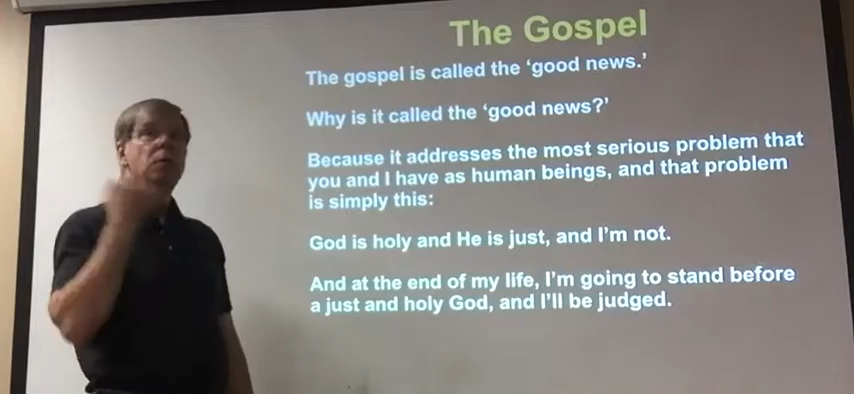 The Gospel
The gospel is called the ‘good news.’
Why is it called the ‘good news?’
Because it addresses the most serious problem that
you and I have as human beings, and that problem
is simply this:
God is holy and He is just, and I’m not.
And at the end of my life, I’m going to stand before
a just and holy God, and I’ll be judged.